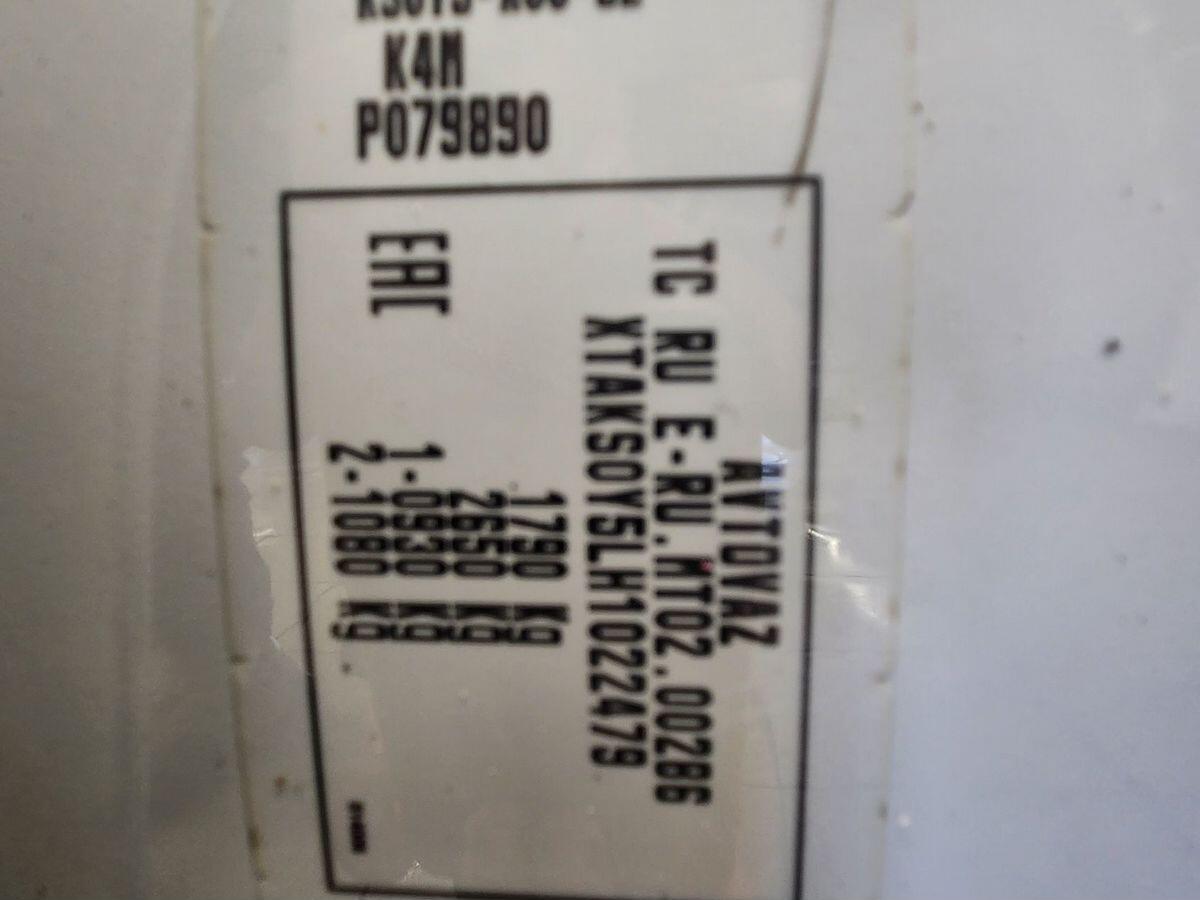 K4M
P079890
AVTOVAZ
TC RU E-RU.MT02.00286
XTAKS0Y5LH1022479
1790 Kg
2650 Kg
1-0930 Kg
2-1080 Kg
EAC